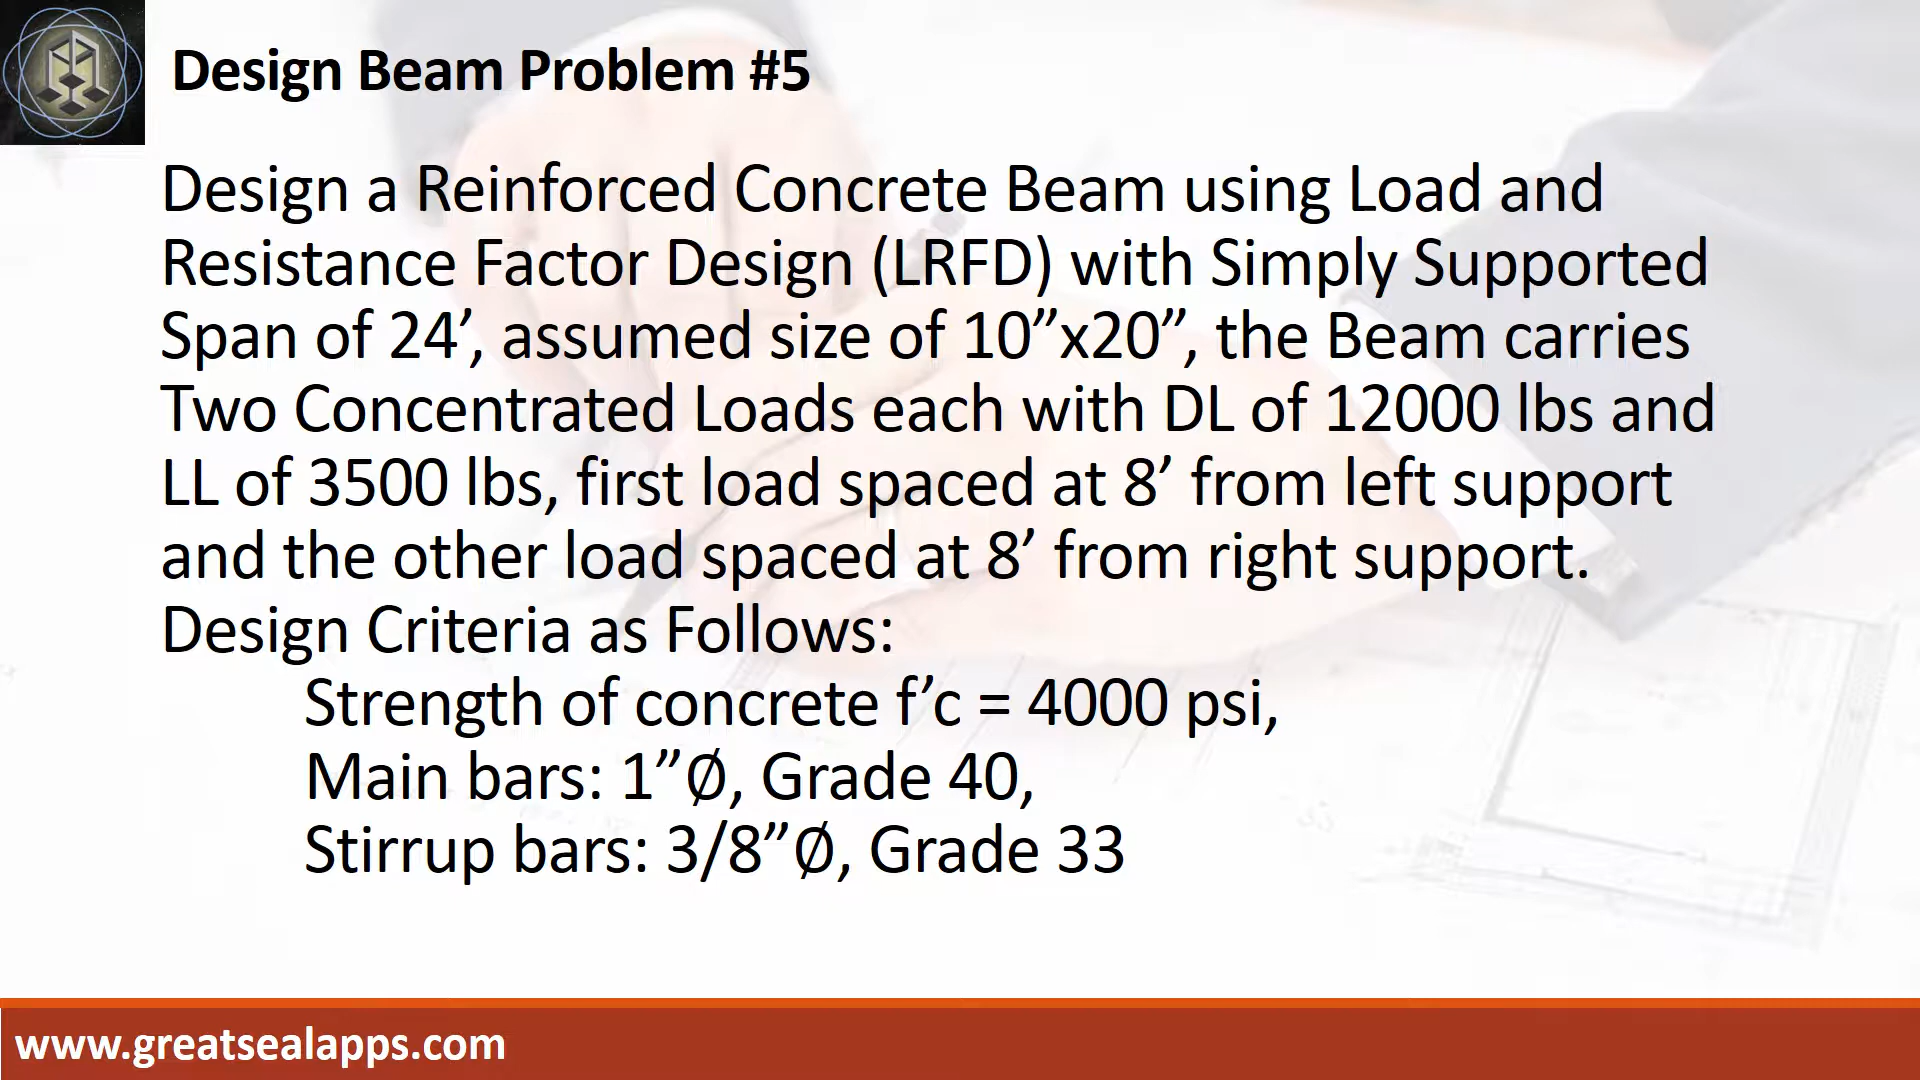 Design Beam Problem #5
Design a Reinforced Concrete Beam using Load and
Resistance Factor Design (LRFD) with Simply Supported
Span of 24’, assumed size of 10”x20”, the Beam carries
Two Concentrated Loads each with DL of 12000 lbs and
LL of 3500 lbs, first load spaced at 8’ from left support
and the other load spaced at 8’ from right support.
Design Criteria as Follows:
Strength of concrete f’c = 4000 psi,
Main bars: 1”Ø, Grade 40,
Stirrup bars: 3/8”Ø, Grade 33
www.greatsealapps.com